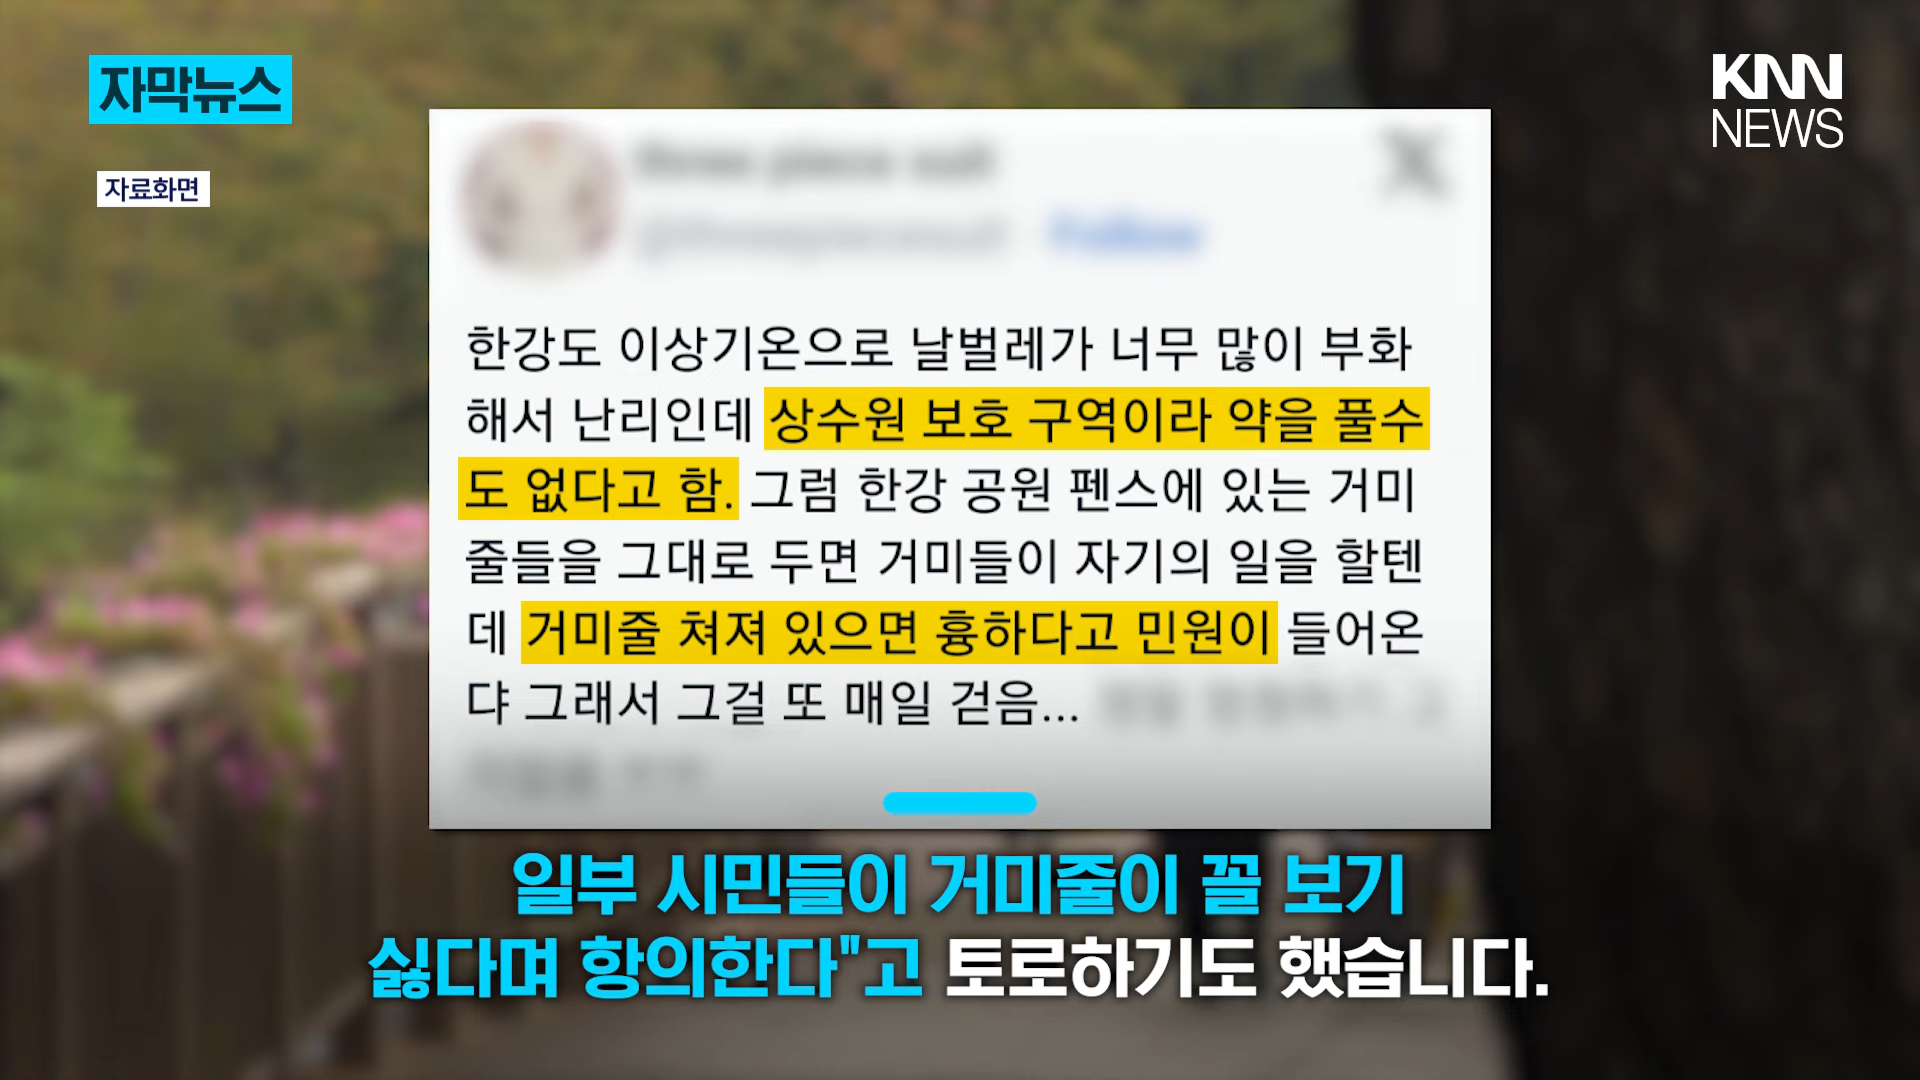 자막뉴스
KNN
NEWS
자료화면
한강도 이상기온으로 날벌레가 너무 많이 부화
해서 난리인데 상수원 보호 구역이라 약을 풀수
도 없다고 함. 그럼 한강 공원 펜스에 있는 거미
줄들을 그대로 두면 거미들이 자기의 일을 할텐
데 거미줄 쳐져 있으면 흉하다고 민원이 들어온
댜 그래서 그걸 또 매일 걷음...
일부 시민들이 거미줄이 꼴 보기
싫다며 항의한다"고 토로하기도 했습니다.